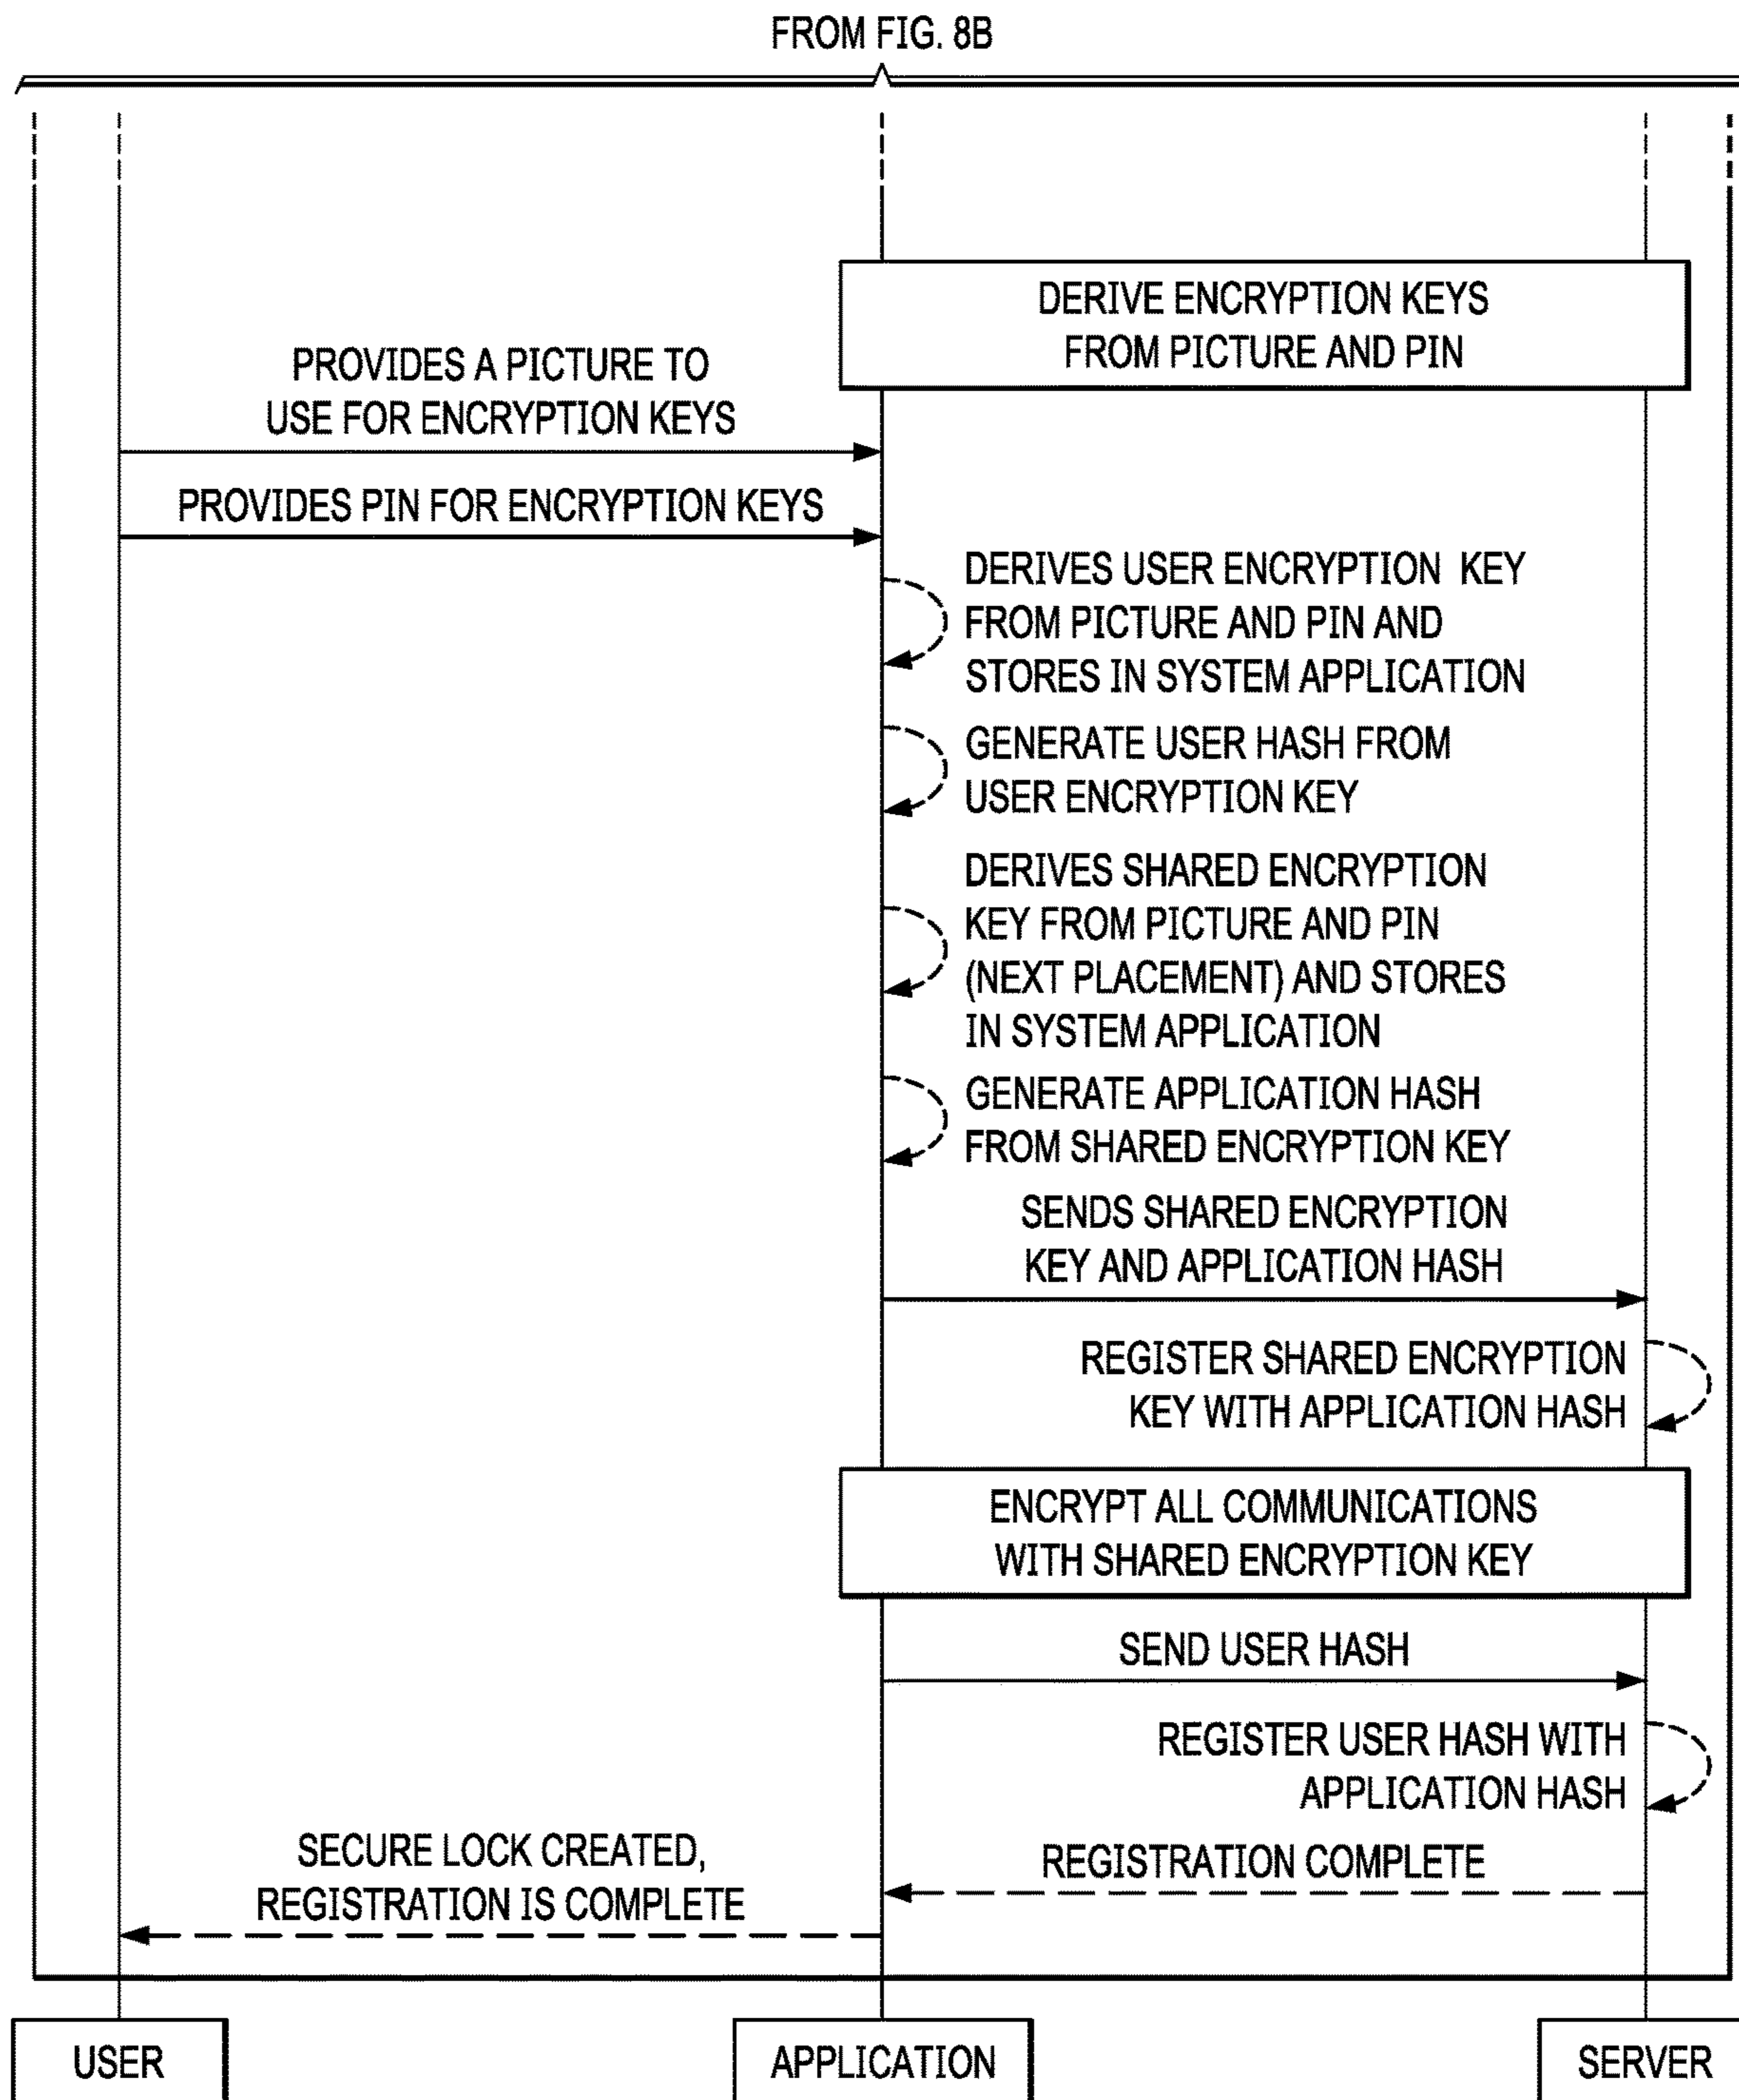 FROM FIG. 8B
DERIVE ENCRYPTION KEYS
FROM PICTURE AND PIN
PROVIDES A PICTURE TO
USE FOR ENCRYPTION KEYS
PROVIDES PIN FOR ENCRYPTION KEYS
DERIVES USER ENCRYPTION KEY
FROM PICTURE AND PIN AND
STORES IN SYSTEM APPLICATION
GENERATE USER HASH FROM
USER ENCRYPTION KEY
DERIVES SHARED ENCRYPTION
KEY FROM PICTURE AND PIN
(NEXT PLACEMENT) AND STORES
IN SYSTEM APPLICATION
GENERATE APPLICATION HASH
FROM SHARED ENCRYPTION KEY
SENDS SHARED ENCRYPTION
KEY AND APPLICATION HASH
REGISTER SHARED ENCRYPTION
KEY WITH APPLICATION HASH
ENCRYPT ALL COMMUNICATIONS
WITH SHARED ENCRYPTION KEY
SEND USER HASH
REGISTER USER HASH WITH
APPLICATION HASH
REGISTRATION COMPLETE
SECURE LOCK CREATED,
REGISTRATION IS COMPLETE
USER
APPLICATION
SERVER